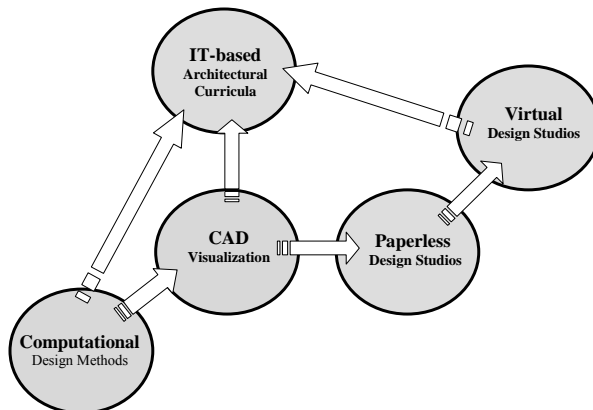 IT-based
Architectural
Curricula
Virtual
Design Studios
CAD
Visualization
Paperless
Design Studios
Computational
Design Methods